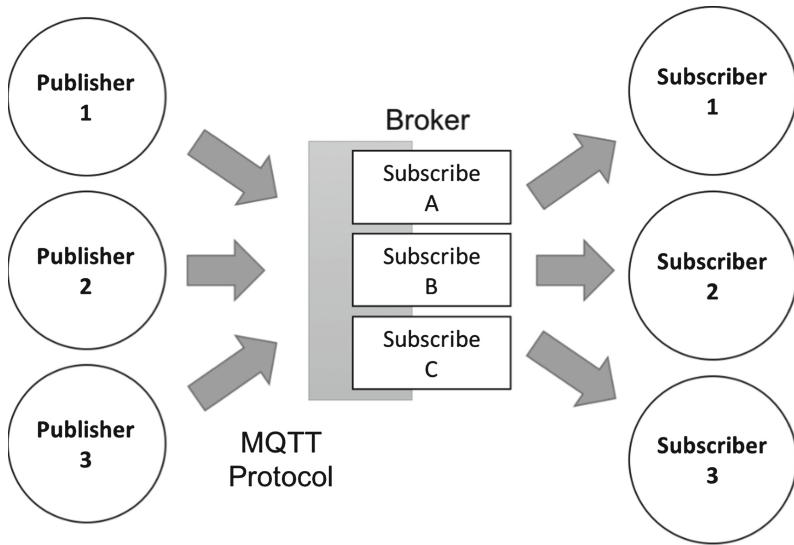 Publisher
1
Publisher
2
Publisher
3
MQTT
Protocol
Broker
Subscribe
A
Subscribe
B
Subscribe
C
Subscriber
1
Subscriber
2
Subscriber
3